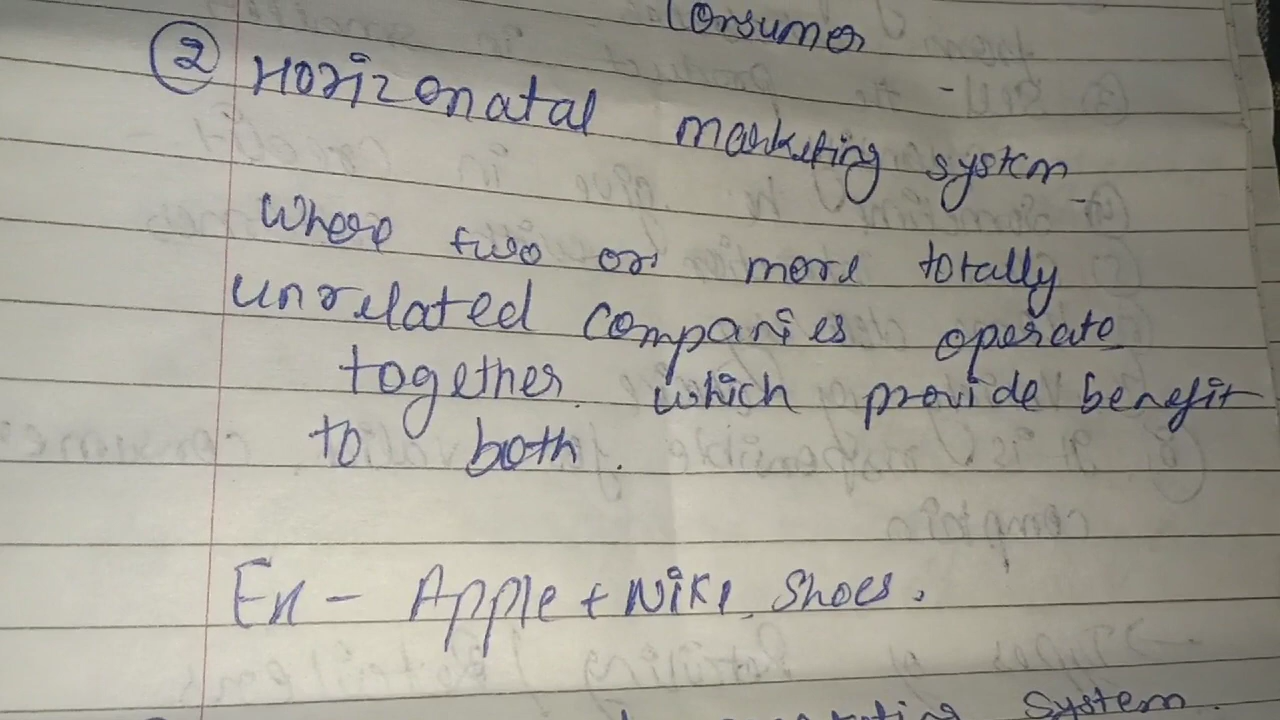 Consumer
② Horizonatal marketing system -
where two or more totally
unrelated companies operate
together which provide benefit
to both.
Ex - Apple + Nike shoes.
System.